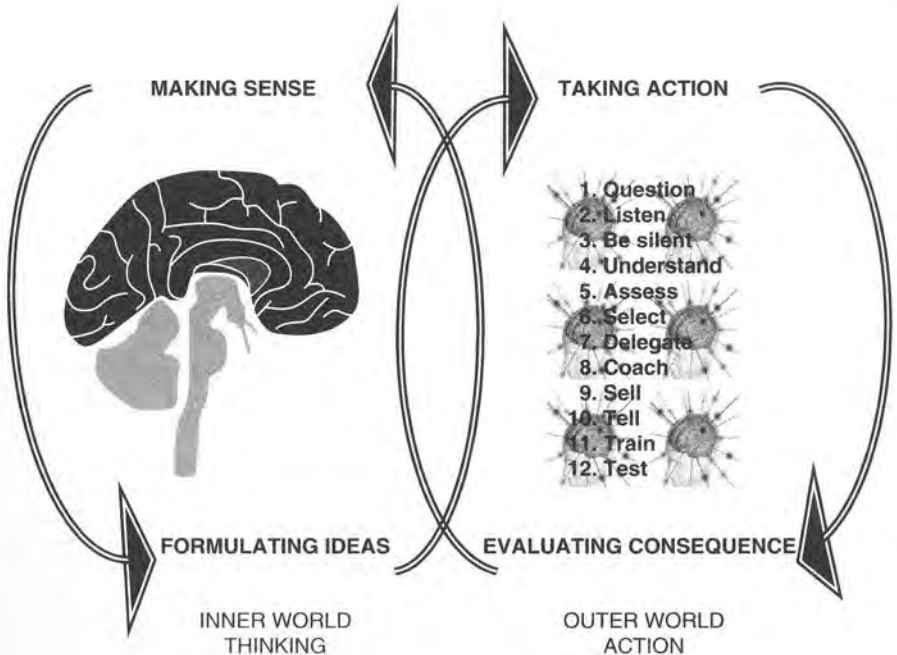 MAKING SENSE
TAKING ACTION
1. Question
2. Listen
3. Be silent
4. Understand
5. Assess
6. Select
7. Delegate
8. Coach
9. Sell
10. Tell
11. Train
12. Test
FORMULATING IDEAS
EVALUATING CONSEQUENCE
INNER WORLD
THINKING
OUTER WORLD
ACTION